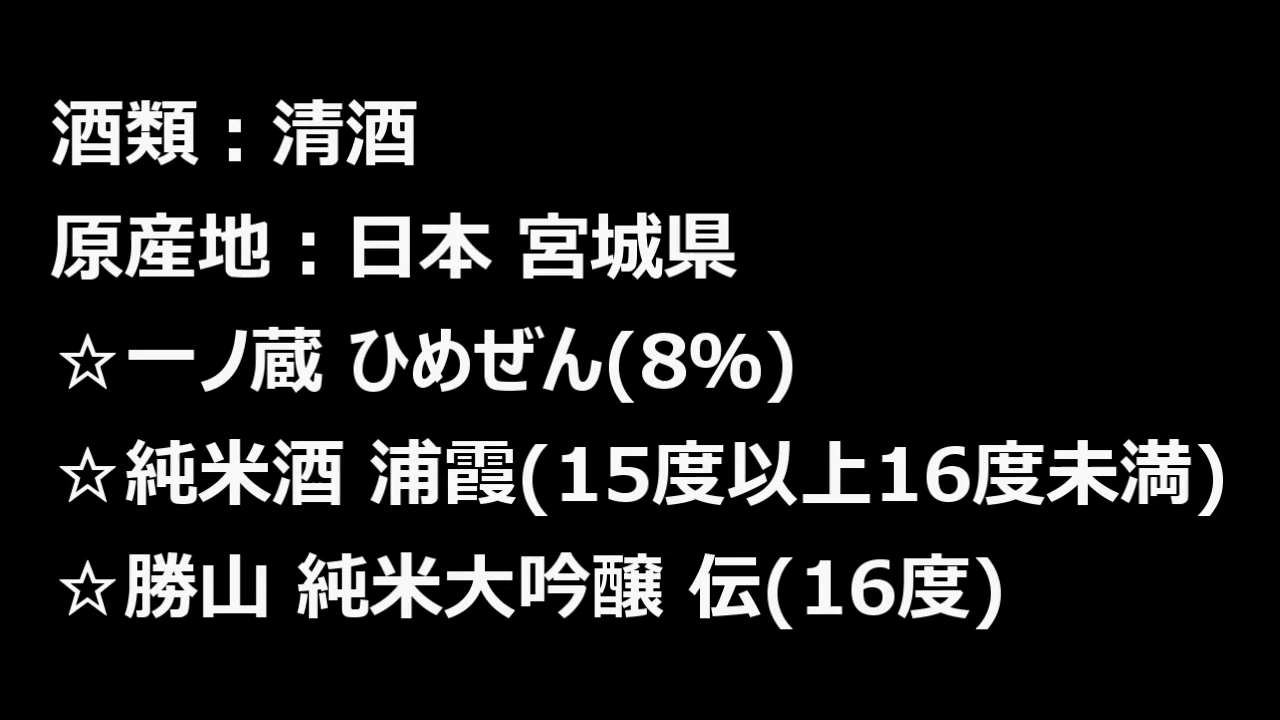 酒類：清酒
原産地：日本 宮城県
☆一ノ蔵 ひめぜん(8%)
☆純米酒 浦霞(15度以上16度未満)
☆勝山 純米大吟醸 伝(16度)